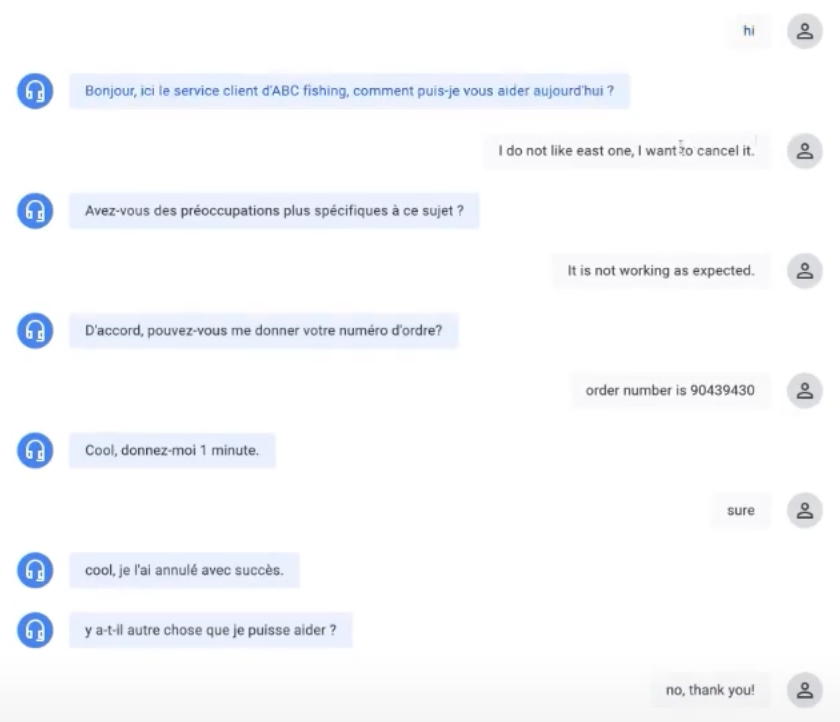 hi
Bonjour, ici le service client d'ABC fishing, comment puis-je vous aider aujourd'hui ?
I do not like east one, I want to cancel it.
Avez-vous des préoccupations plus spécifiques à ce sujet ?
It is not working as expected.
D'accord, pouvez-vous me donner votre numéro d'ordre?
order number is 90439430
Cool, donnez-moi 1 minute.
sure
cool, je l'ai annulé avec succès.
y a-t-il autre chose que je puisse aider ?
no, thank you!